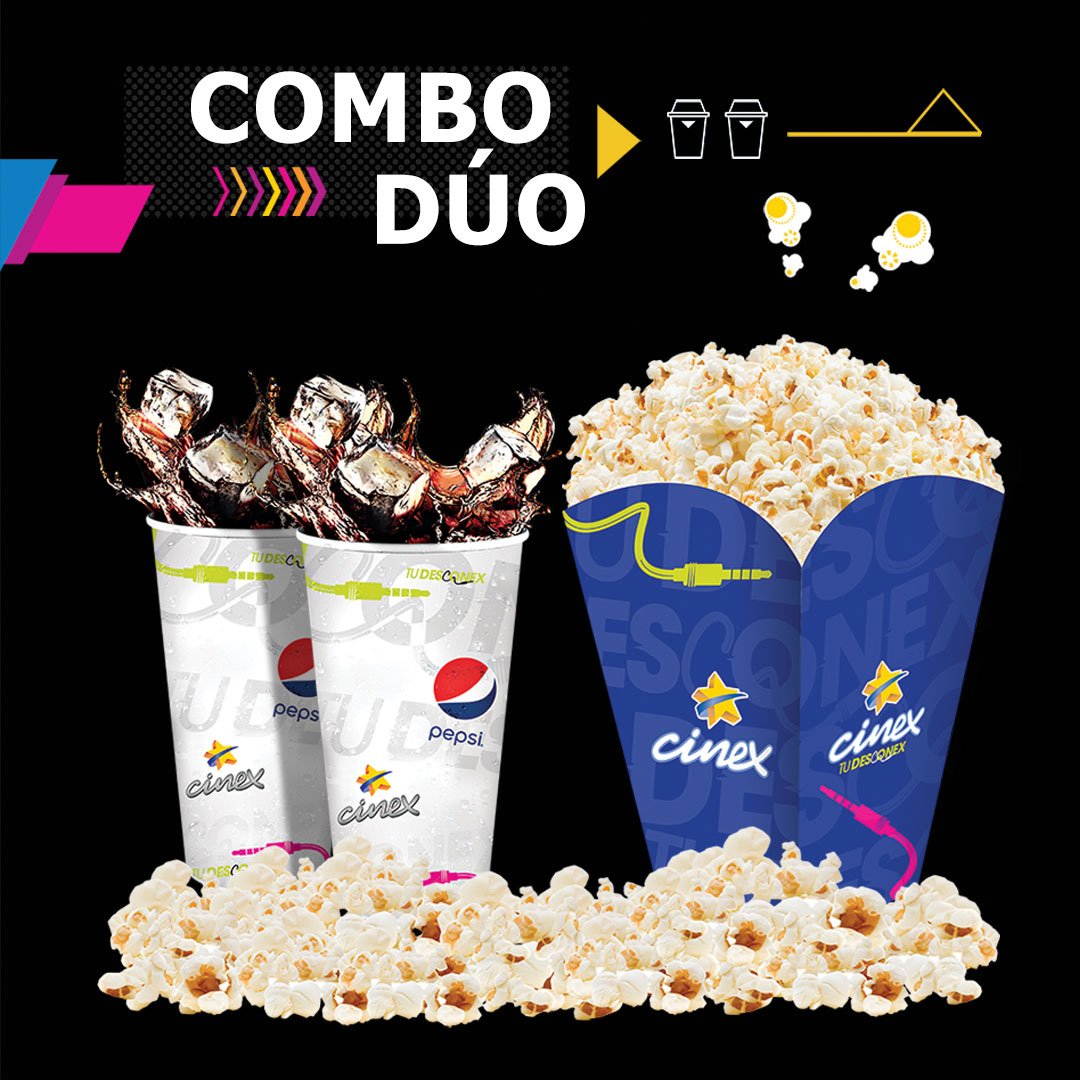 COMBO
DÚO
TU DESCONEX
TU DESCONEX
pepsi
pepsi
cinex
cinex
cinex
cinex
TU DESCONEX